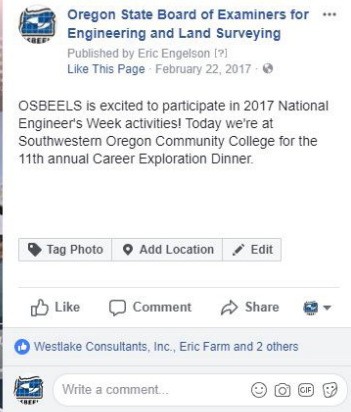 Oregon State Board of Examiners for
Engineering and Land Surveying
Published by Eric Engelson [?]
Like This Page · February 22, 2017 ·
OSBEELS is excited to participate in 2017 National
Engineer's Week activities! Today we're at
Southwestern Oregon Community College for the
11th annual Career Exploration Dinner.
Tag Photo Add Location Edit
Like Comment Share
Westlake Consultants, Inc., Eric Farm and 2 others
Write a comment...
GIF